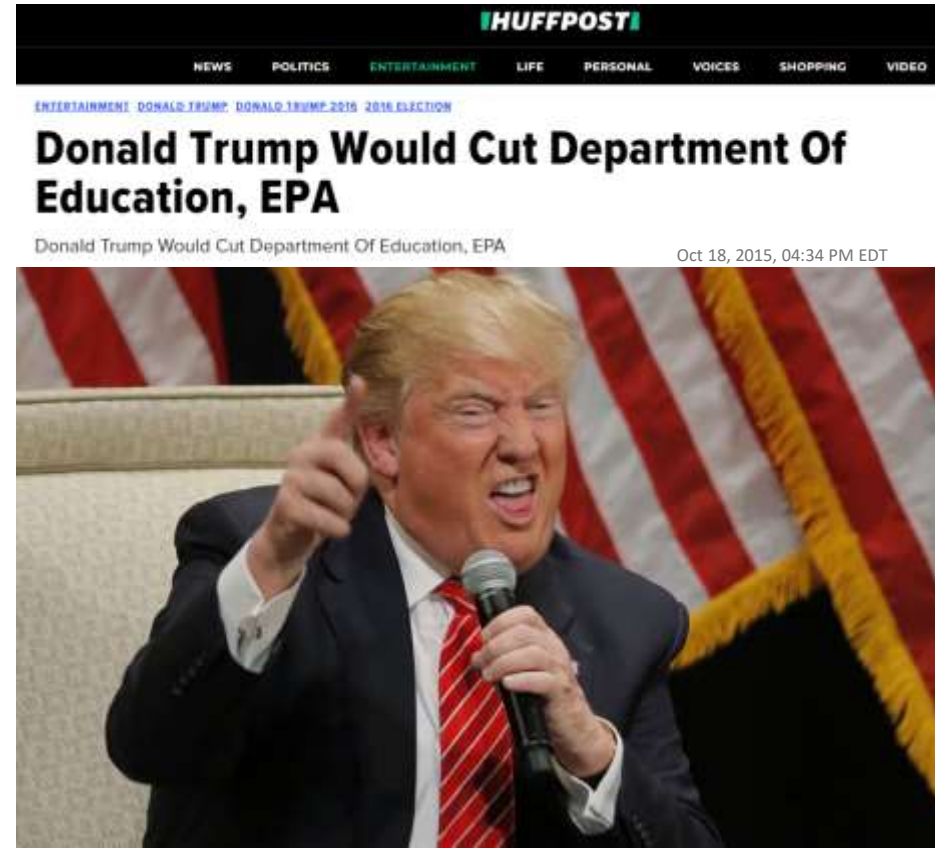 HUFFPOST
NEWS POLITICS ENTERTAINMENT LIFE PERSONAL VOICES SHOPPING VIDEO
ENTERTAINMENT DONALD TRUMP DONALD TRUMP 2016 2016 ELECTION
Donald Trump Would Cut Department Of
Education, EPA
Donald Trump Would Cut Department Of Education, EPA
Oct 18, 2015, 04:34 PM EDT